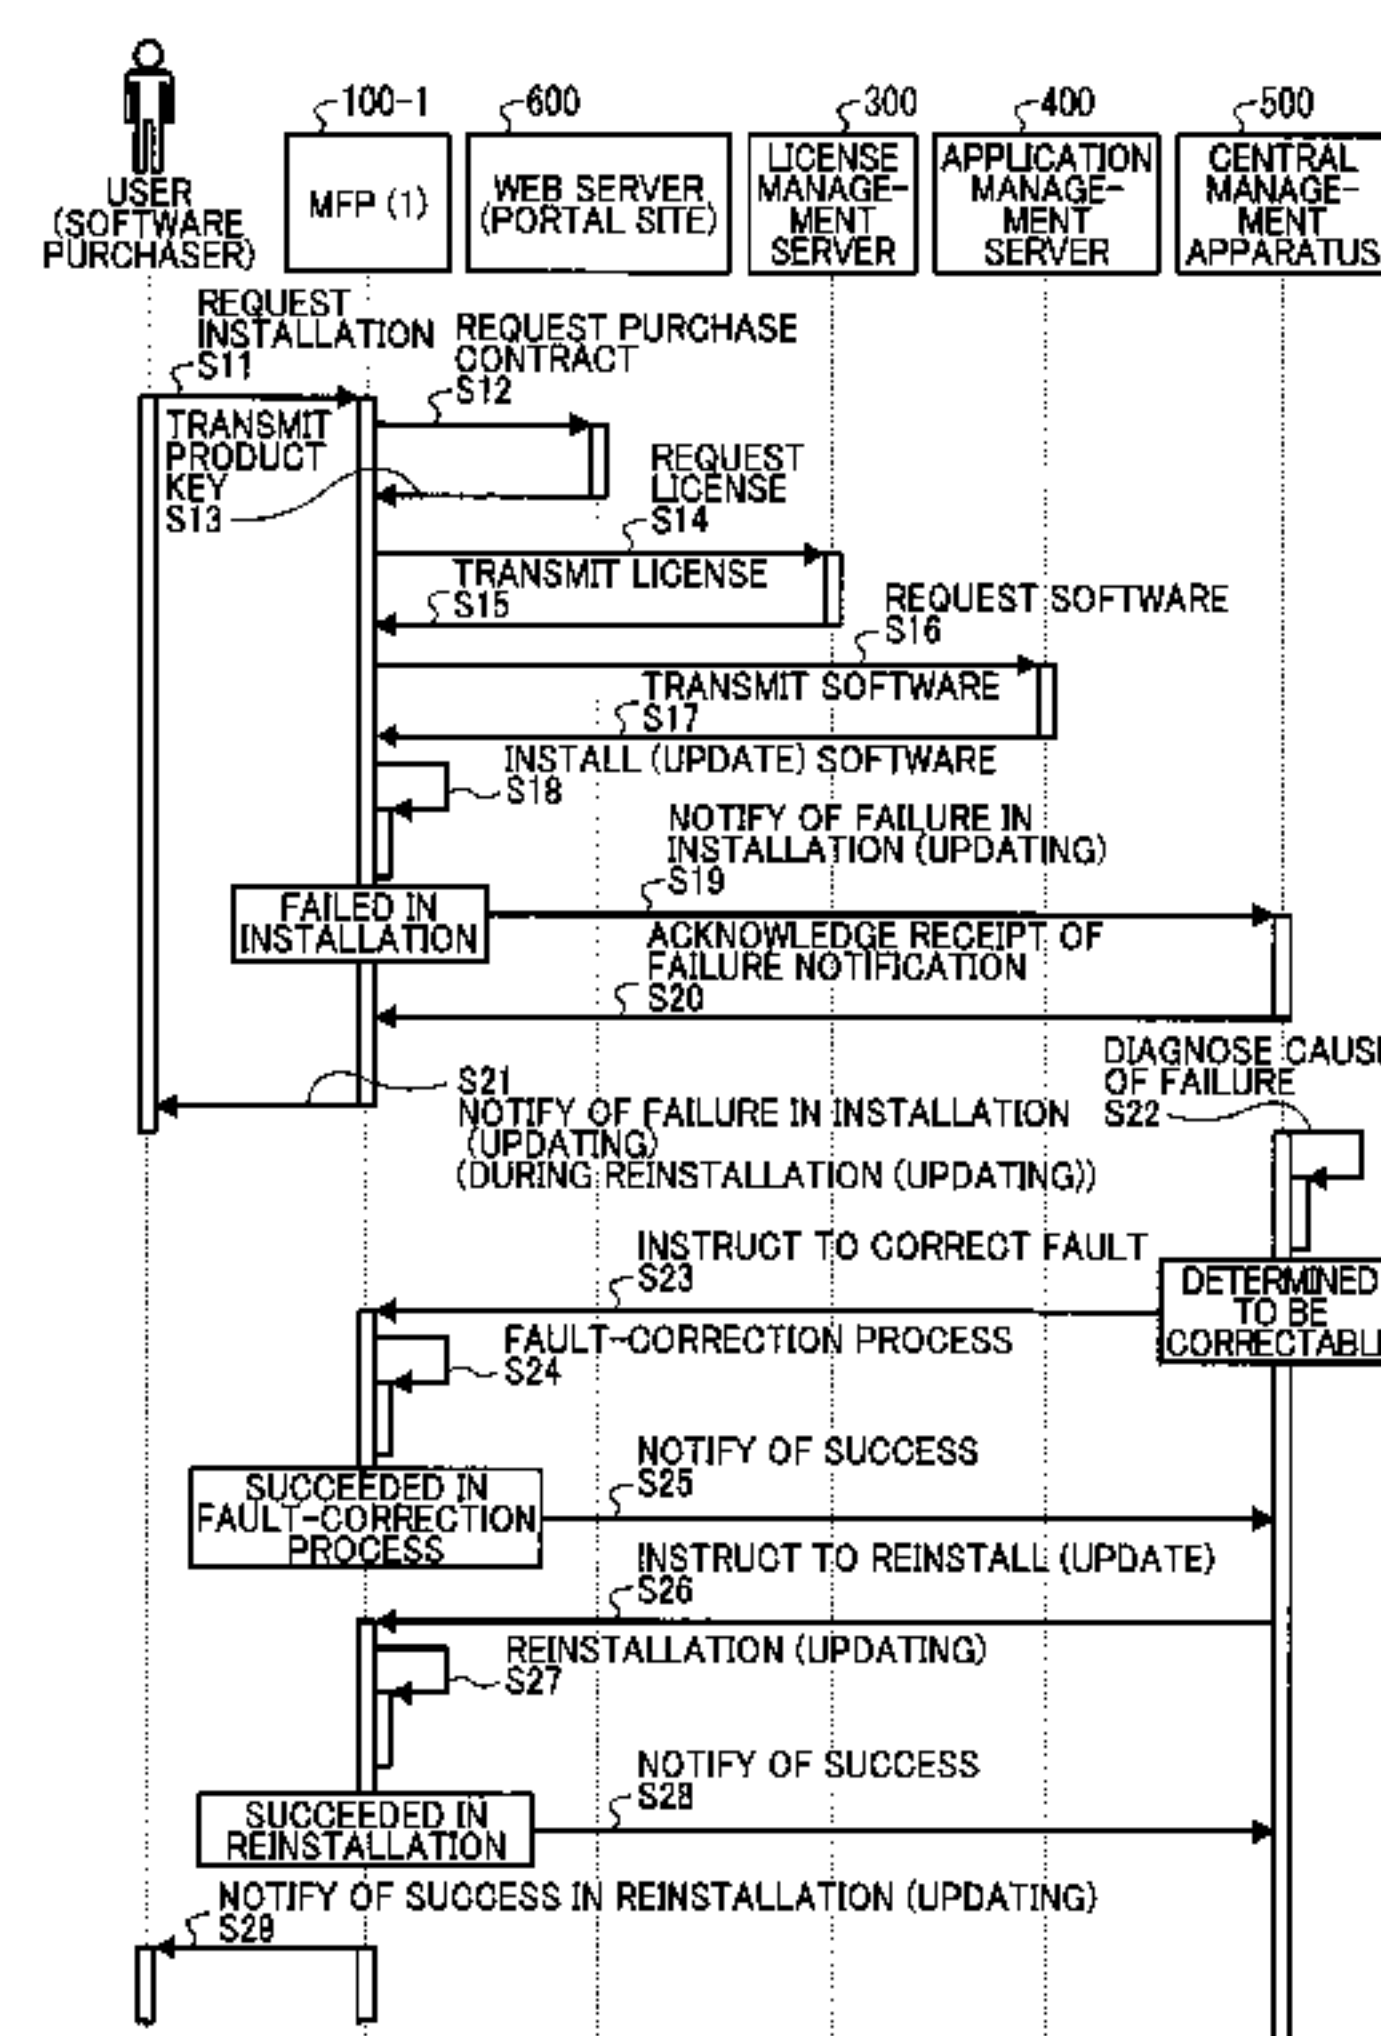 100-1
600
300
400
500
USER
(SOFTWARE
PURCHASER)
MFP (1)
WEB SERVER
(PORTAL SITE)
LICENSE
MANAGE-
MENT
SERVER
APPLICATION
MANAGE-
MENT
SERVER
CENTRAL
MANAGE-
MENT
APPARATUS
REQUEST
INSTALLATION
S11
REQUEST PURCHASE
CONTRACT
S12
TRANSMIT
PRODUCT
KEY
S13
REQUEST
LICENSE
S14
TRANSMIT LICENSE
S15
REQUEST SOFTWARE
S16
TRANSMIT SOFTWARE
S17
INSTALL (UPDATE) SOFTWARE
S18
NOTIFY OF FAILURE IN
INSTALLATION (UPDATING)
S19
FAILED IN
INSTALLATION
ACKNOWLEDGE RECEIPT OF
FAILURE NOTIFICATION
S20
DIAGNOSE CAUSE
OF FAILURE
S22
S21
NOTIFY OF FAILURE IN INSTALLATION
(UPDATING)
(DURING REINSTALLATION (UPDATING))
INSTRUCT TO CORRECT FAULT
S23
DETERMINED
TO BE
CORRECTABLE
FAULT-CORRECTION PROCESS
S24
NOTIFY OF SUCCESS
S25
SUCCEEDED IN
FAULT-CORRECTION
PROCESS
INSTRUCT TO REINSTALL (UPDATE)
S26
REINSTALLATION (UPDATING)
S27
NOTIFY OF SUCCESS
S28
SUCCEEDED IN
REINSTALLATION
NOTIFY OF SUCCESS IN REINSTALLATION (UPDATING)
S29